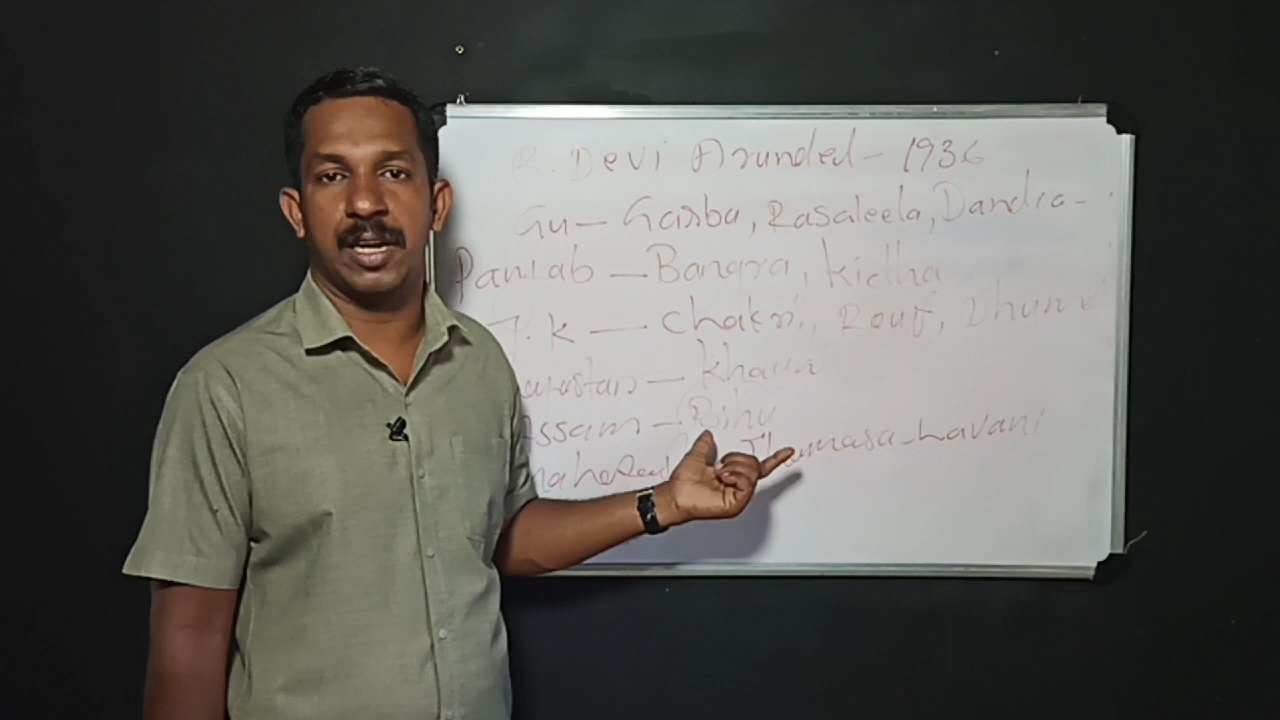 R. Devi Arundel - 1936
Gu - Garba, Rasaleela, Dandia -
Panjab - Bangra, kidha
J.K - chakri, Rouf,
Assam - Bihu
Thamasa - Lavani